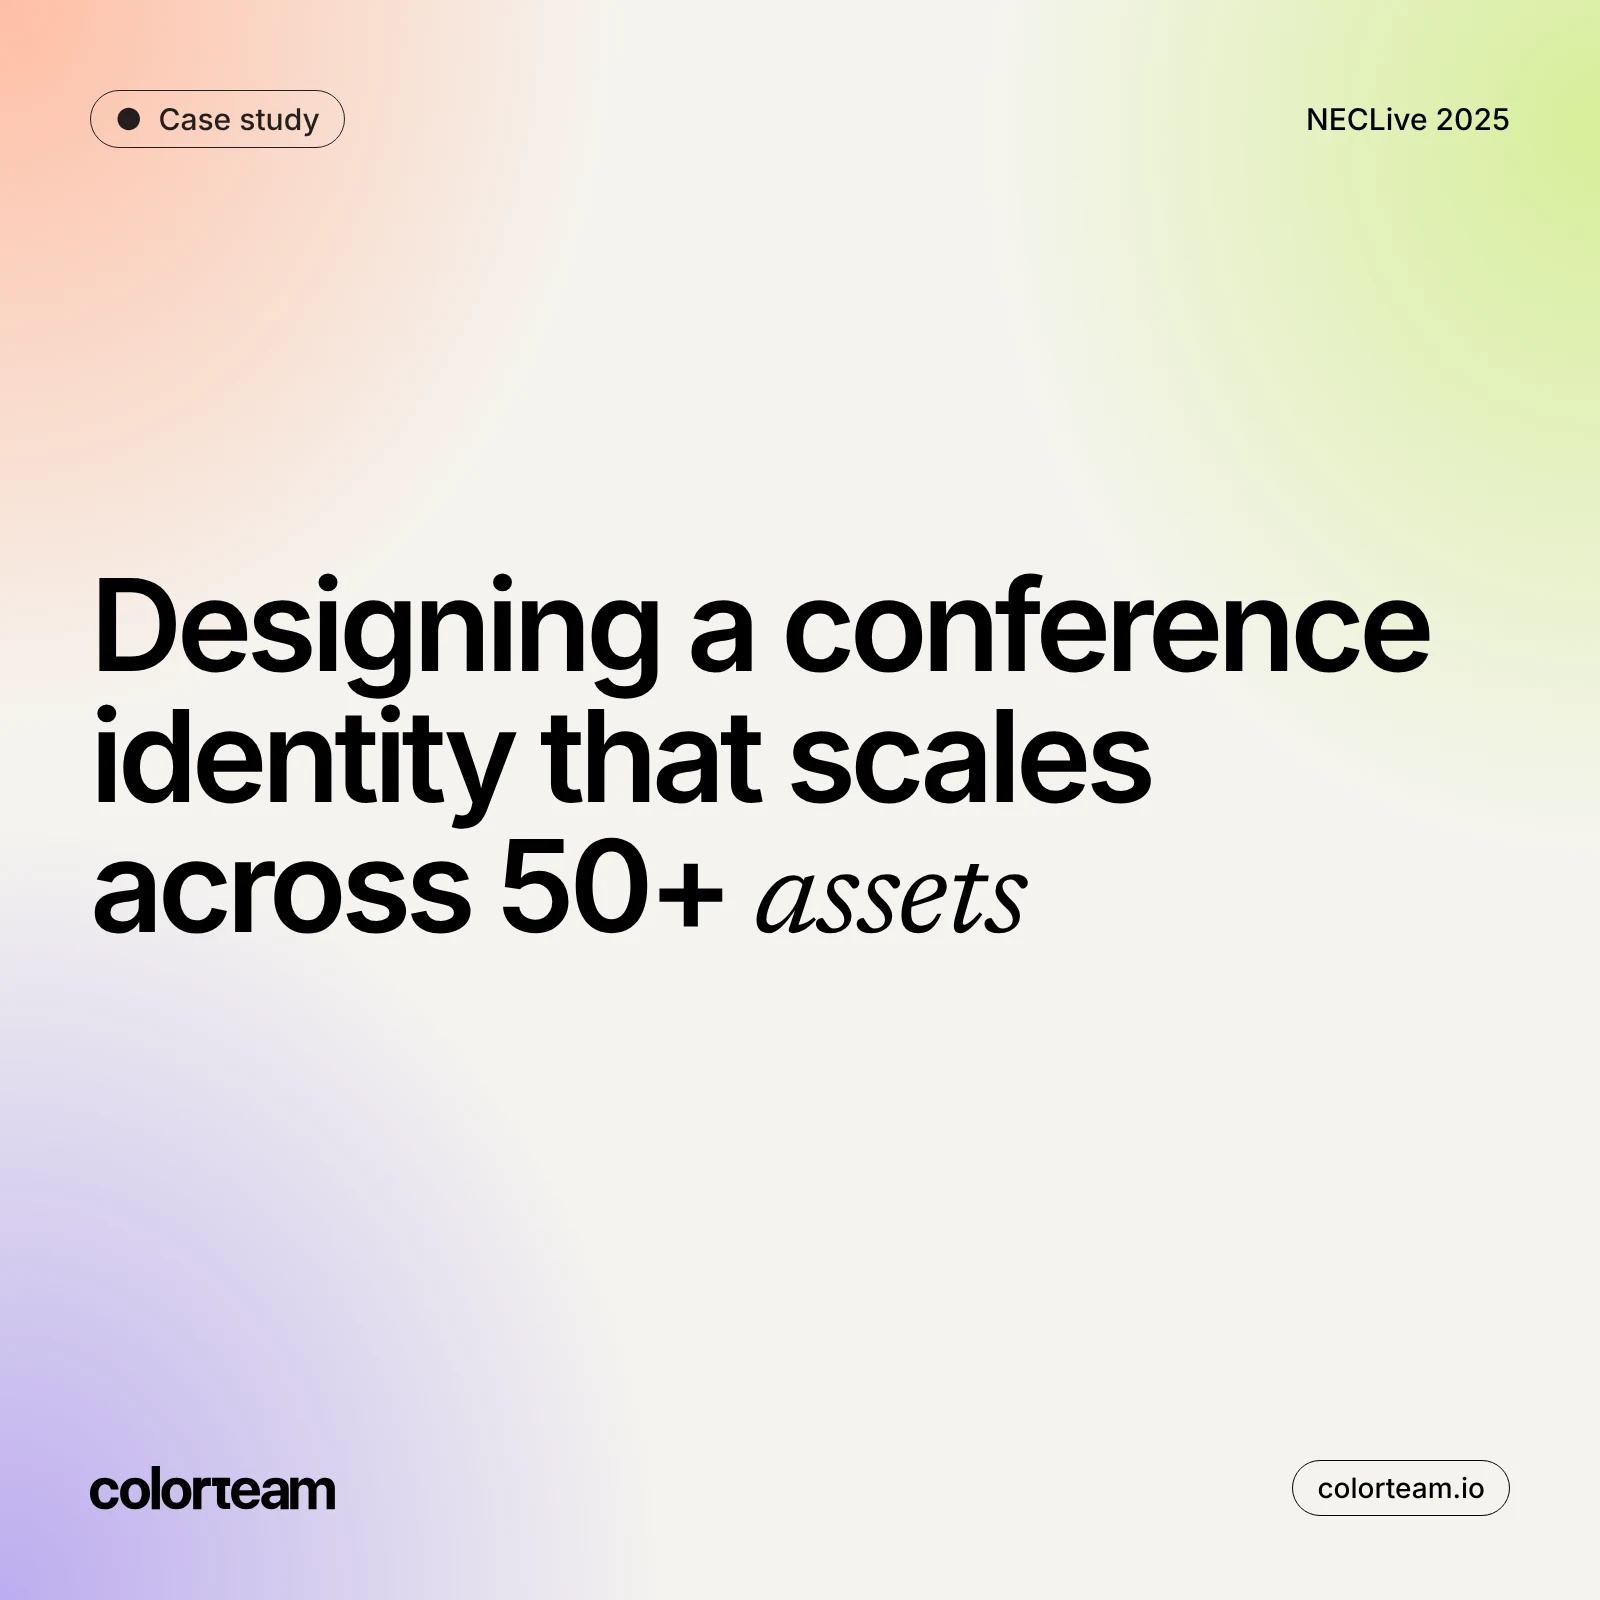 Case study
NECLive 2025
Designing a conference
identity that scales
across 50+ assets
colorteam
colorteam.io